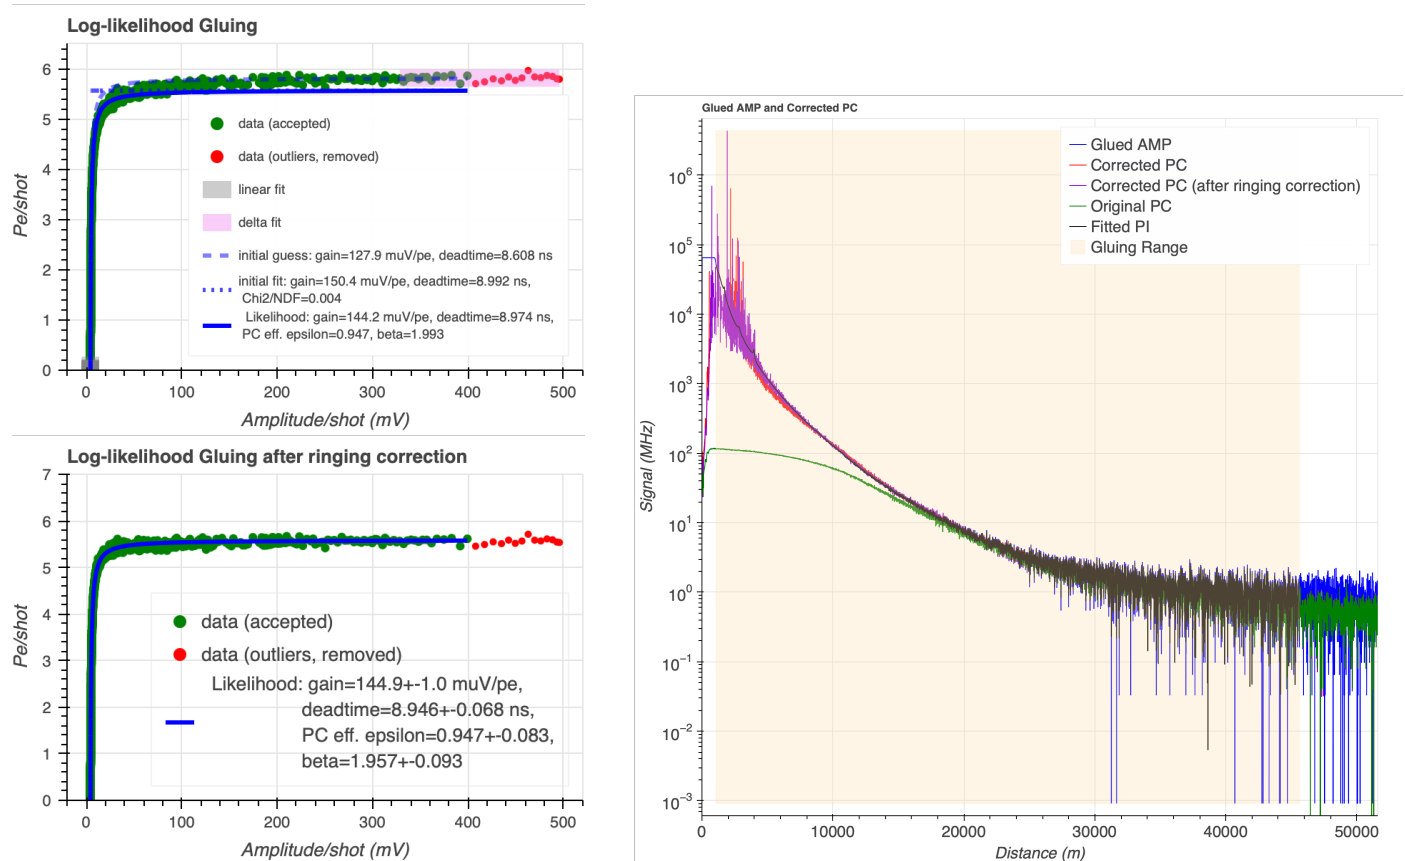 Log-likelihood Gluing
6
5
4
3
2
1
0
Pe/shot
data (accepted)
data (outliers, removed)
linear fit
delta fit
initial guess: gain=127.9 muV/pe, deadtime=8.608 ns
initial fit: gain=150.4 muV/pe, deadtime=8.992 ns,
Chi2/NDF=0.004
Likelihood: gain=144.2 muV/pe, deadtime=8.974 ns,
PC eff. epsilon=0.947, beta=1.993
0 100 200 300 400 500
Amplitude/shot (mV)
Log-likelihood Gluing after ringing correction
7
6
5
4
3
2
1
0
Pe/shot
data (accepted)
data (outliers, removed)
Likelihood: gain=144.9+-1.0 muV/pe,
deadtime=8.946+-0.068 ns,
PC eff. epsilon=0.947+-0.083,
beta=1.957+-0.093
0 100 200 300 400 500
Amplitude/shot (mV)
Glued AMP and Corrected PC
Glued AMP
Corrected PC
Corrected PC (after ringing correction)
Original PC
Fitted PI
Gluing Range
10⁶
10⁵
10⁴
10³
10²
10¹
10⁰
10⁻¹
10⁻²
10⁻³
Signal (MHz)
0 10000 20000 30000 40000 50000
Distance (m)